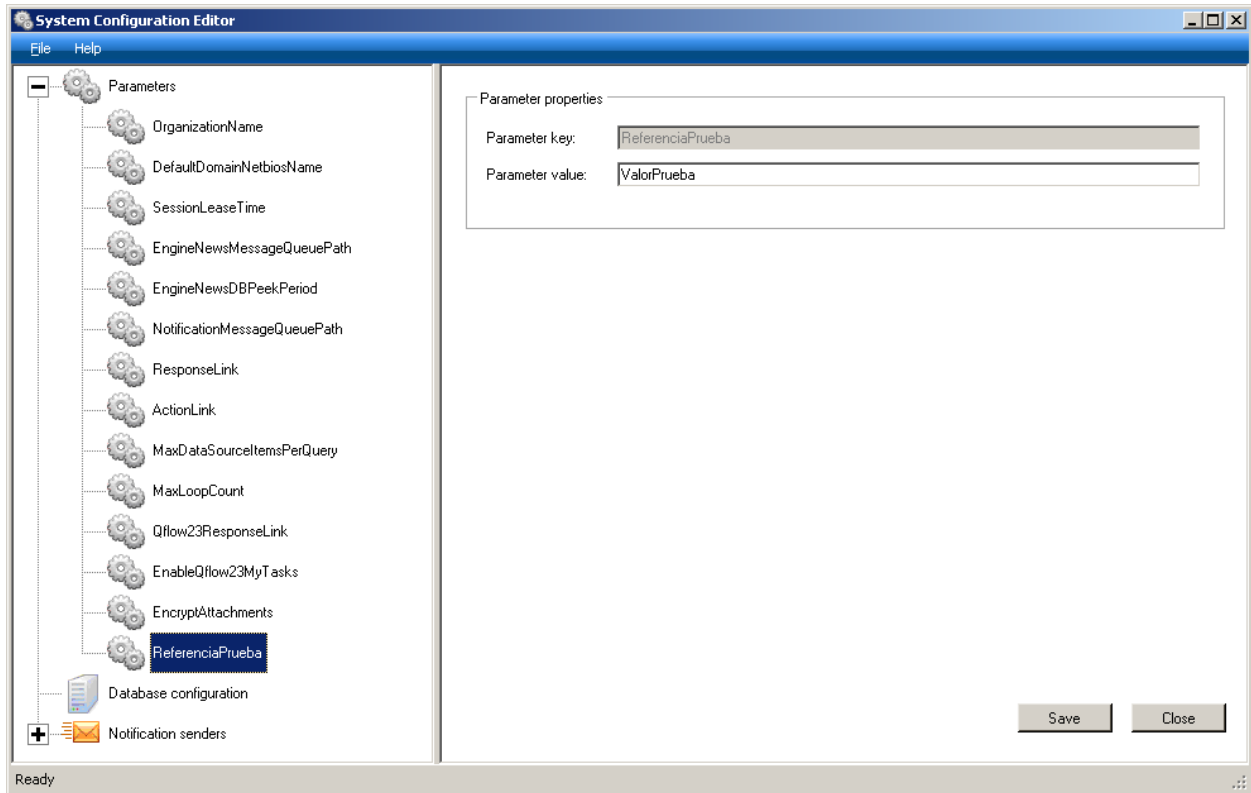 System Configuration Editor
File Help
Parameters
OrganizationName
DefaultDomainNetbiosName
SessionLeaseTime
EngineNewsMessageQueuePath
EngineNewsDBPeekPeriod
NotificationMessageQueuePath
ResponseLink
ActionLink
MaxDataSourceItemsPerQuery
MaxLoopCount
Qflow23ResponseLink
EnableQflow23MyTasks
EncryptAttachments
ReferenciaPrueba
Database configuration
Notification senders
Parameter properties
Parameter key: ReferenciaPrueba
Parameter value: ValorPrueba
Save Close
Ready